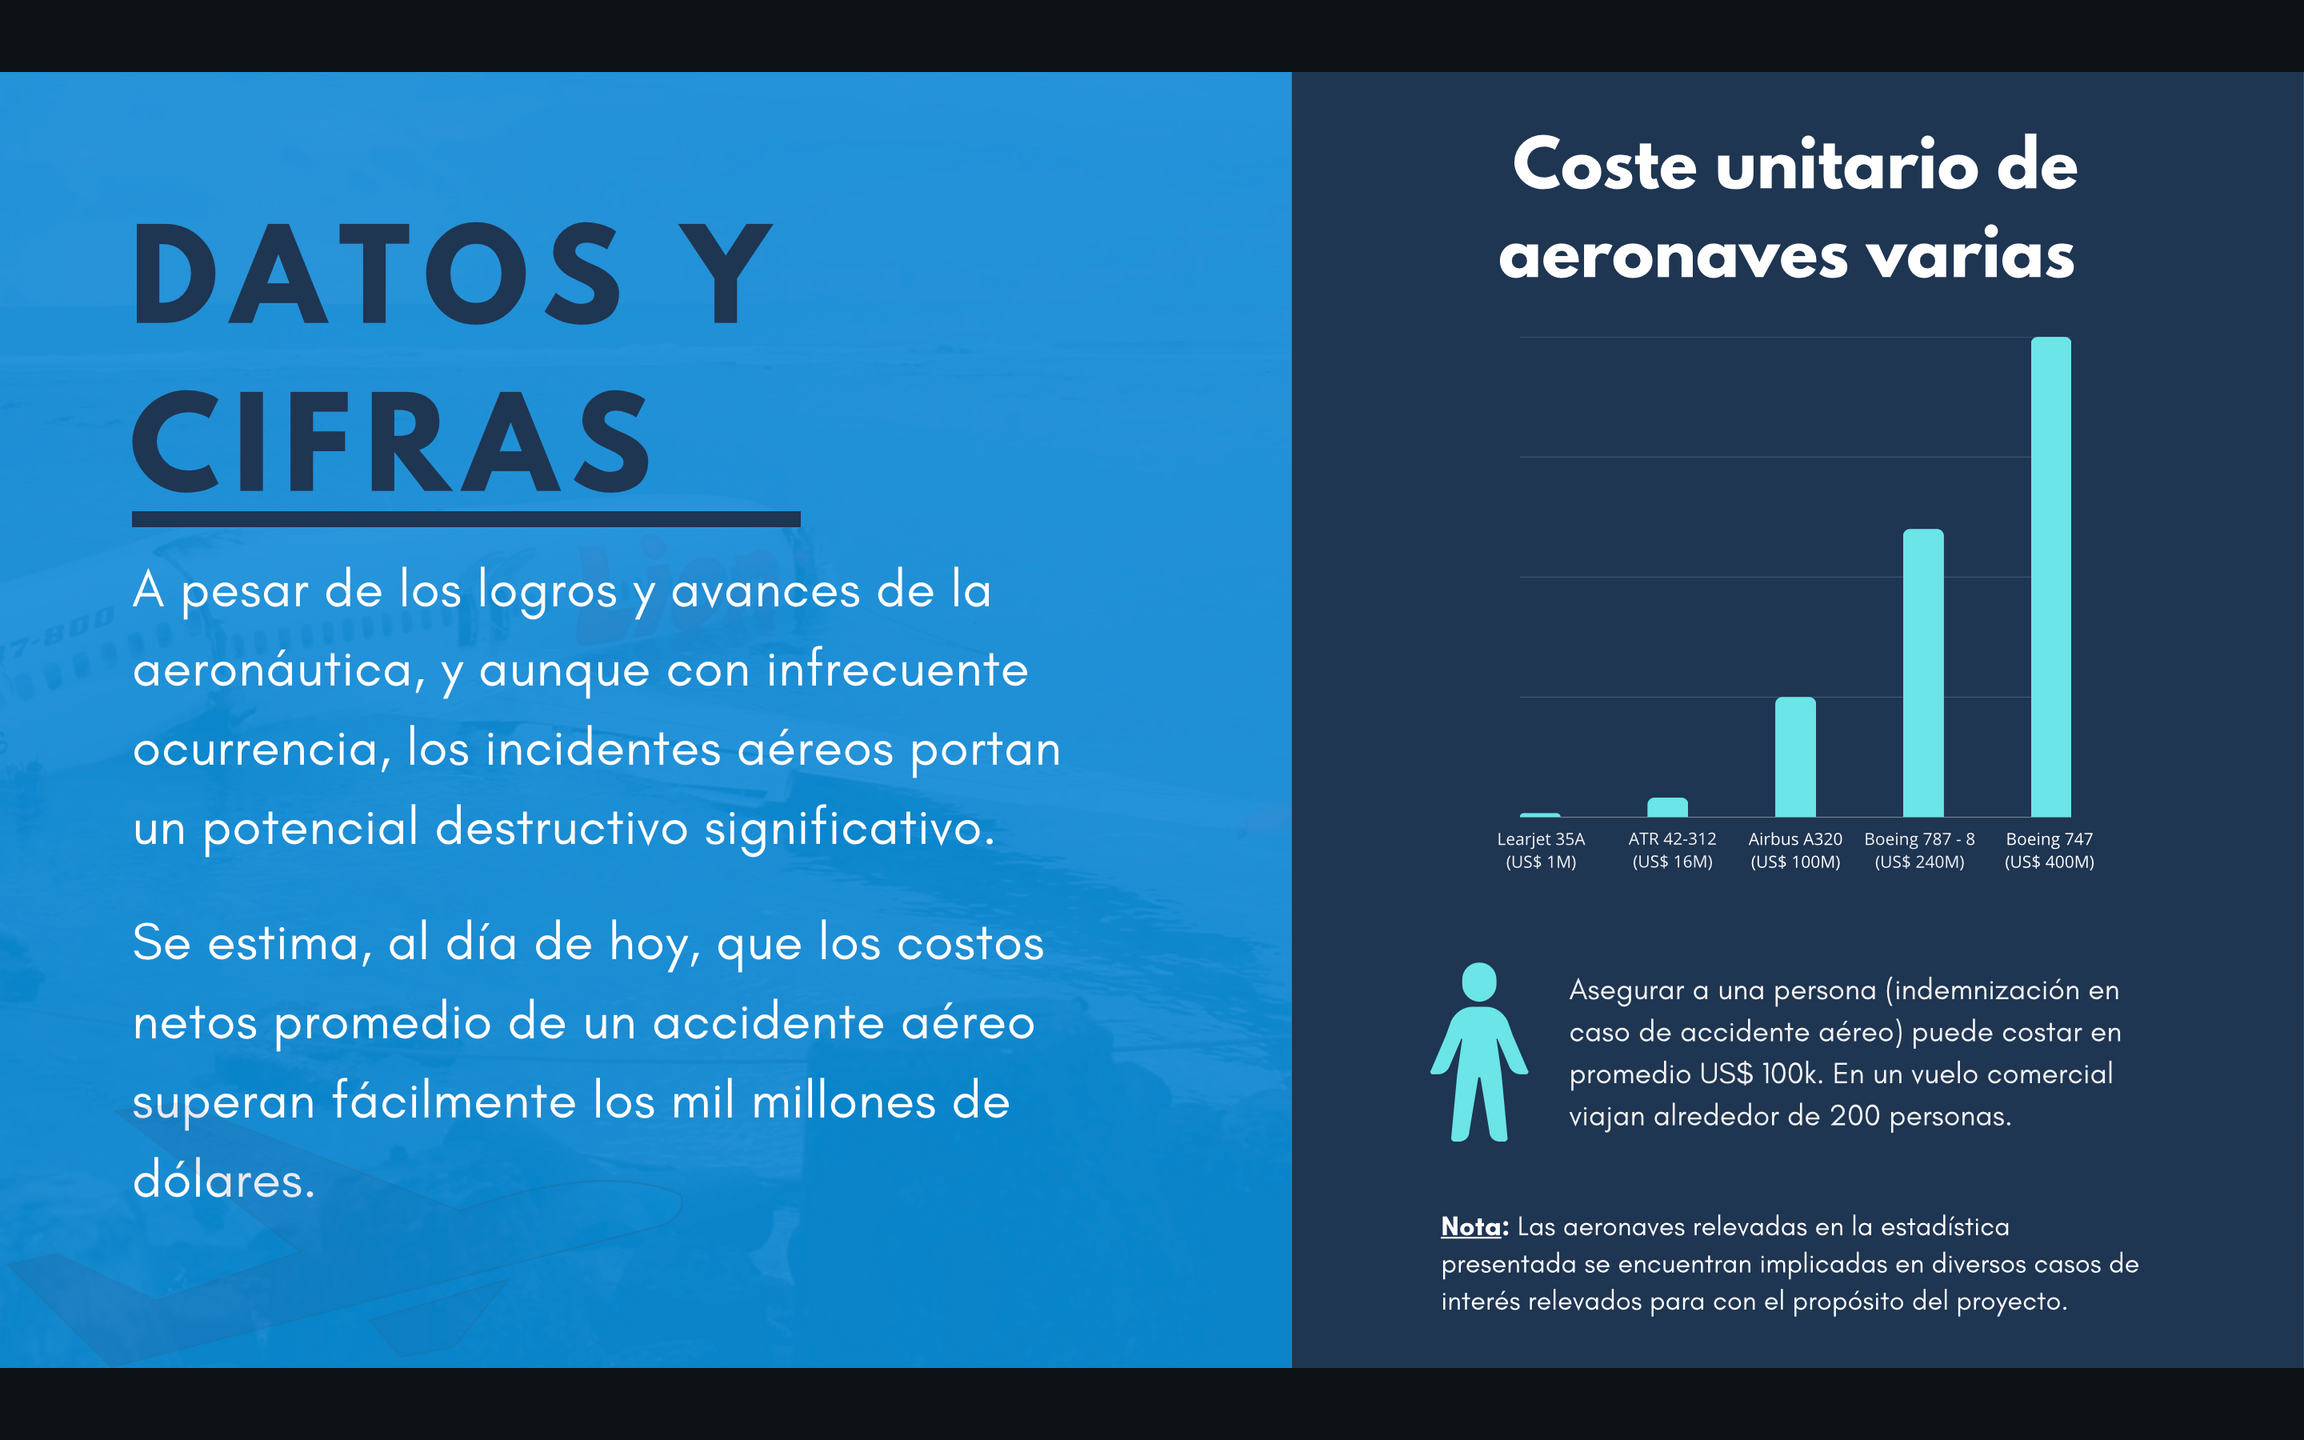 DATOS Y
CIFRAS
A pesar de los logros y avances de la
aeronáutica, y aunque con infrecuente
ocurrencia, los incidentes aéreos portan
un potencial destructivo significativo.
Se estima, al día de hoy, que los costos
netos promedio de un accidente aéreo
superan fácilmente los mil millones de
dólares.
7-800
Lion
Coste unitario de
aeronaves varias
Learjet 35A
(US$ 1M)
ATR 42-312
(US$ 16M)
Airbus A320
(US$ 100M)
Boeing 787 - 8
(US$ 240M)
Boeing 747
(US$ 400M)
Asegurar a una persona (indemnización en
caso de accidente aéreo) puede costar en
promedio US$ 100k. En un vuelo comercial
viajan alrededor de 200 personas.
Nota: Las aeronaves relevadas en la estadística
presentada se encuentran implicadas en diversos casos de
interés relevados para con el propósito del proyecto.